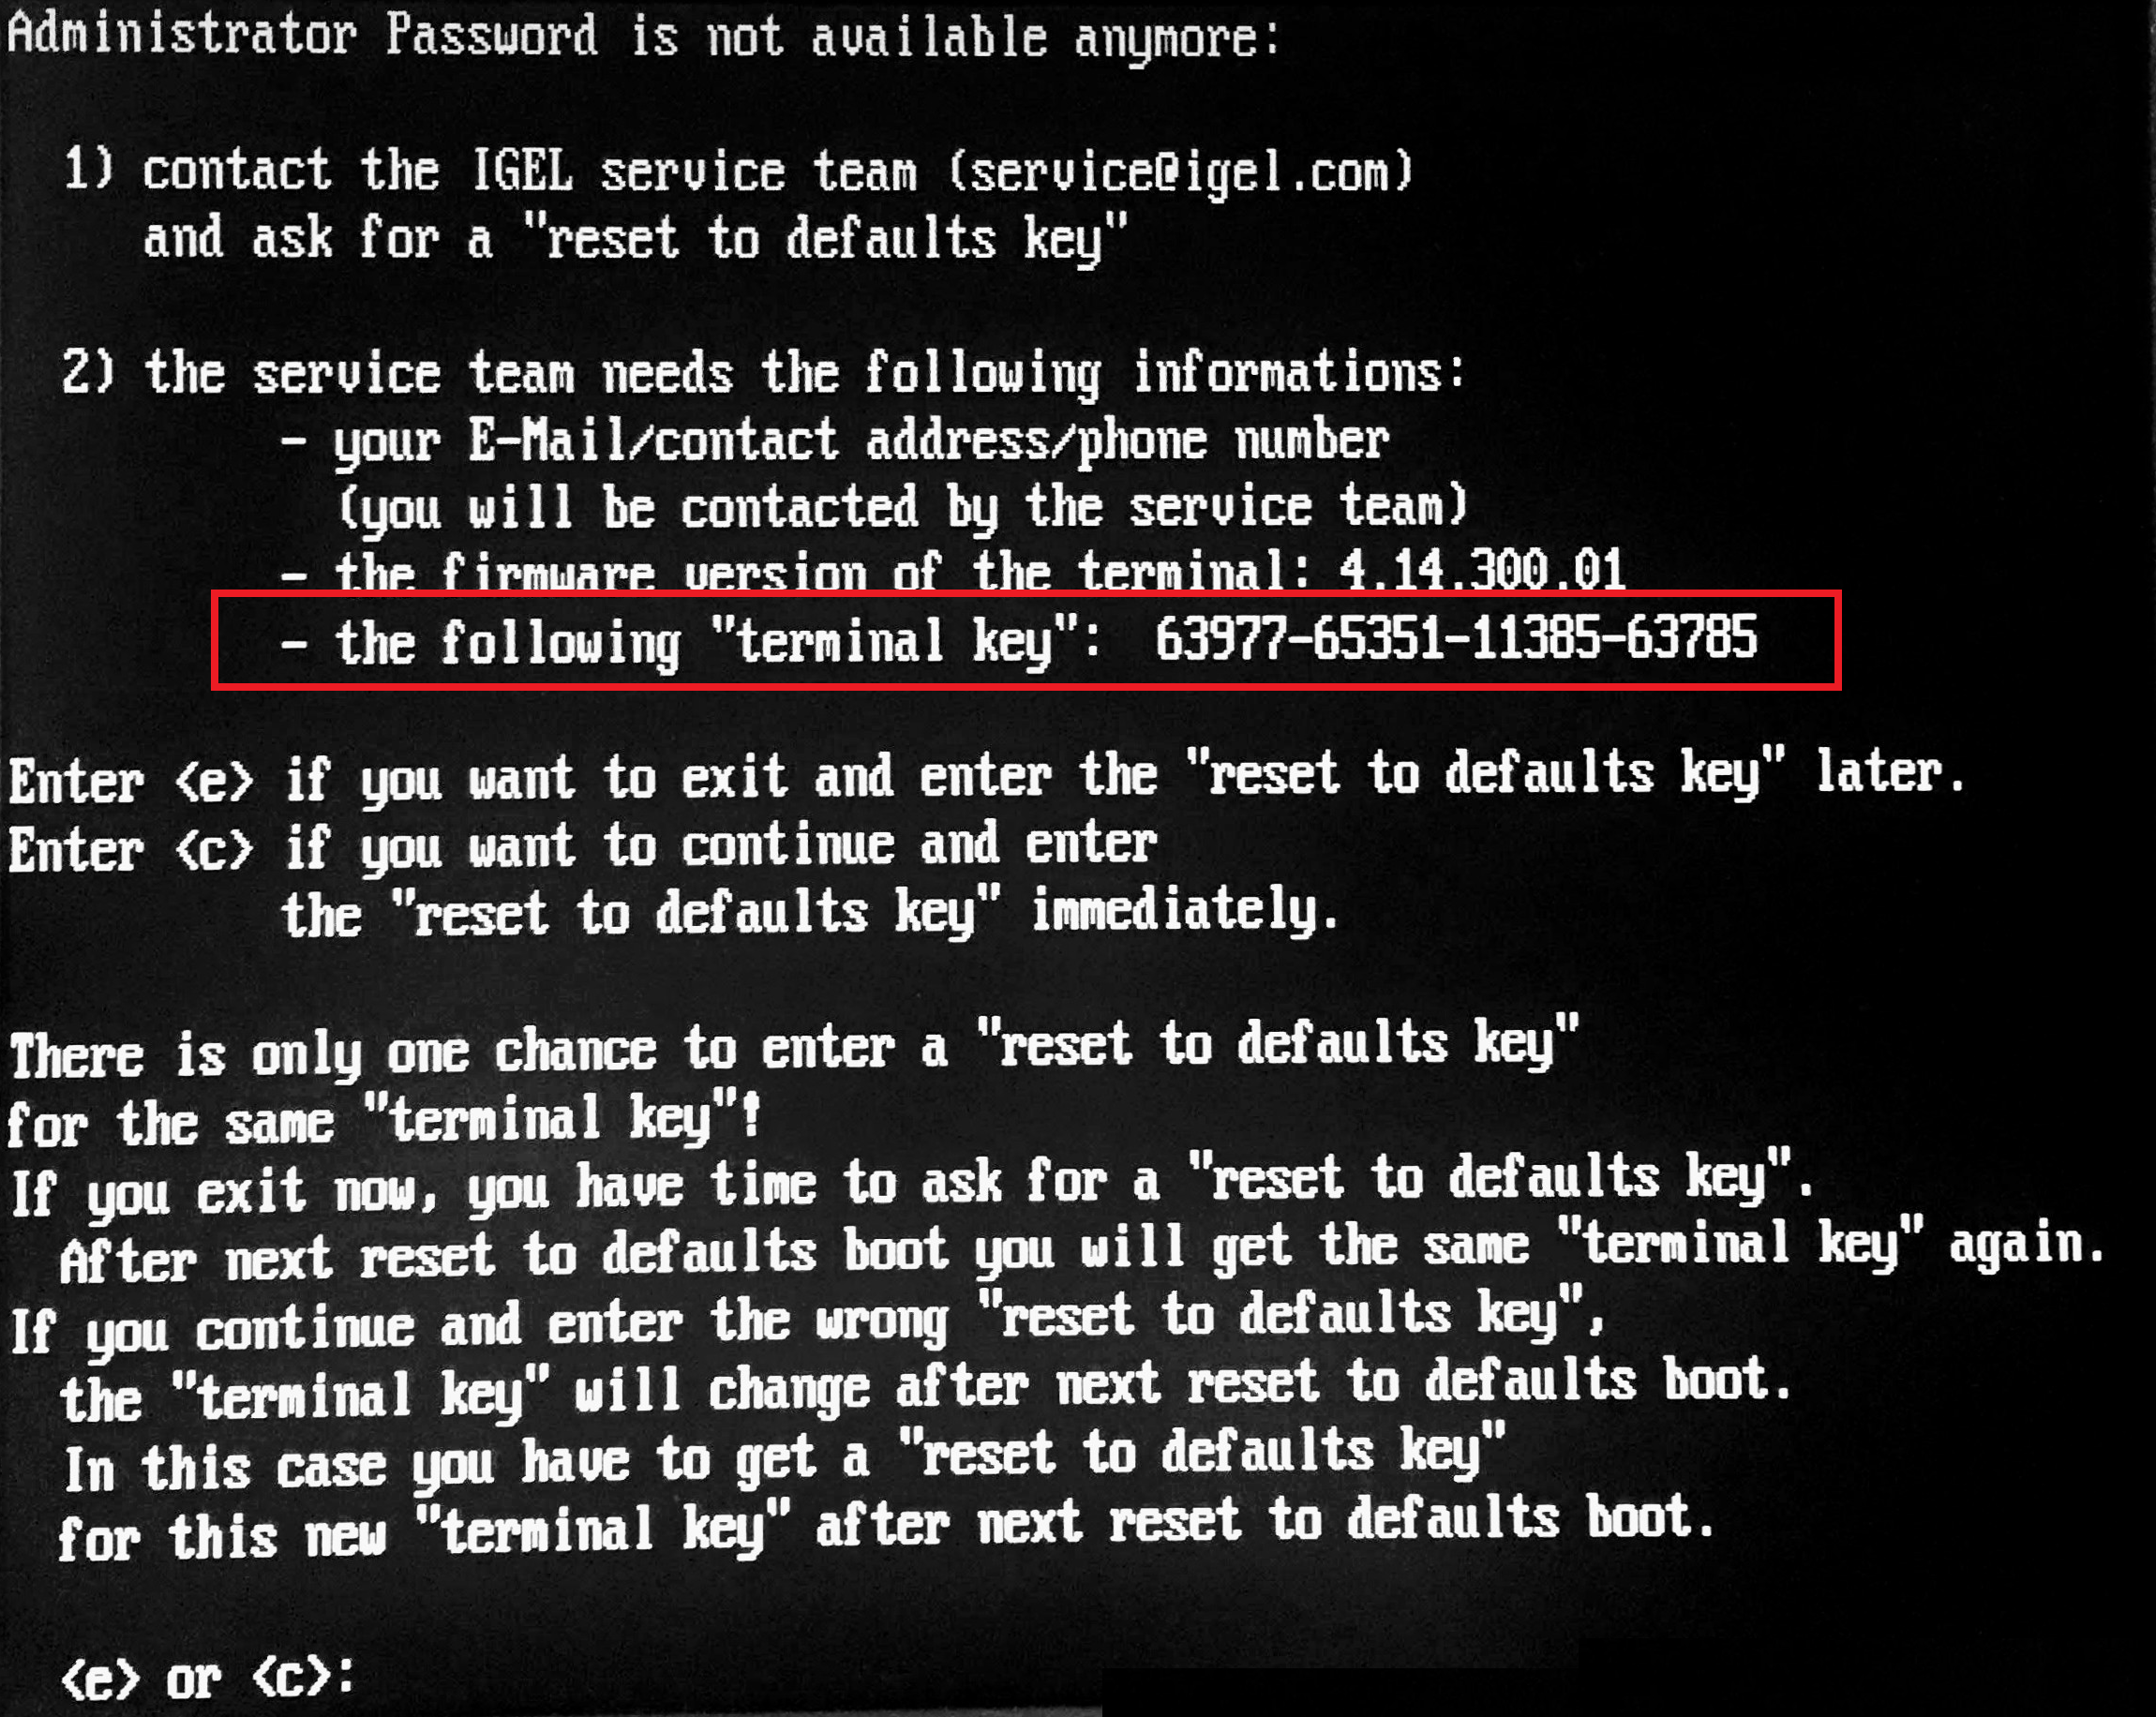 Administrator Password is not available anymore:
1) contact the IGEL service team (service@igel.com)
and ask for a "reset to defaults key"
2) the service team needs the following informations:
- your E-Mail/contact address/phone number
(you will be contacted by the service team)
- the firmware version of the terminal: 4.14.300.01
- the following "terminal key": 63977-65351-11385-63785
Enter <e> if you want to exit and enter the "reset to defaults key" later.
Enter <c> if you want to continue and enter
the "reset to defaults key" immediately.
There is only one chance to enter a "reset to defaults key"
for the same "terminal key"!
If you exit now, you have time to ask for a "reset to defaults key".
After next reset to defaults boot you will get the same "terminal key" again.
If you continue and enter the wrong "reset to defaults key",
the "terminal key" will change after next reset to defaults boot.
In this case you have to get a "reset to defaults key"
for this new "terminal key" after next reset to defaults boot.
<e> or <c>: